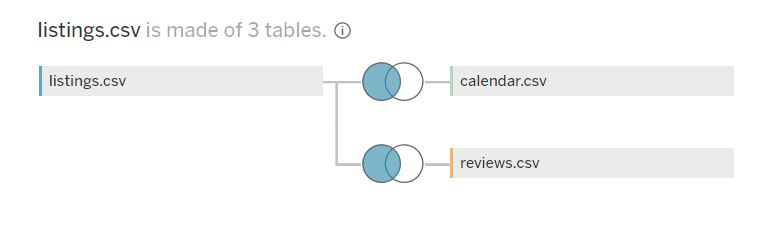 listings.csv is made of 3 tables.
listings.csv
calendar.csv
reviews.csv